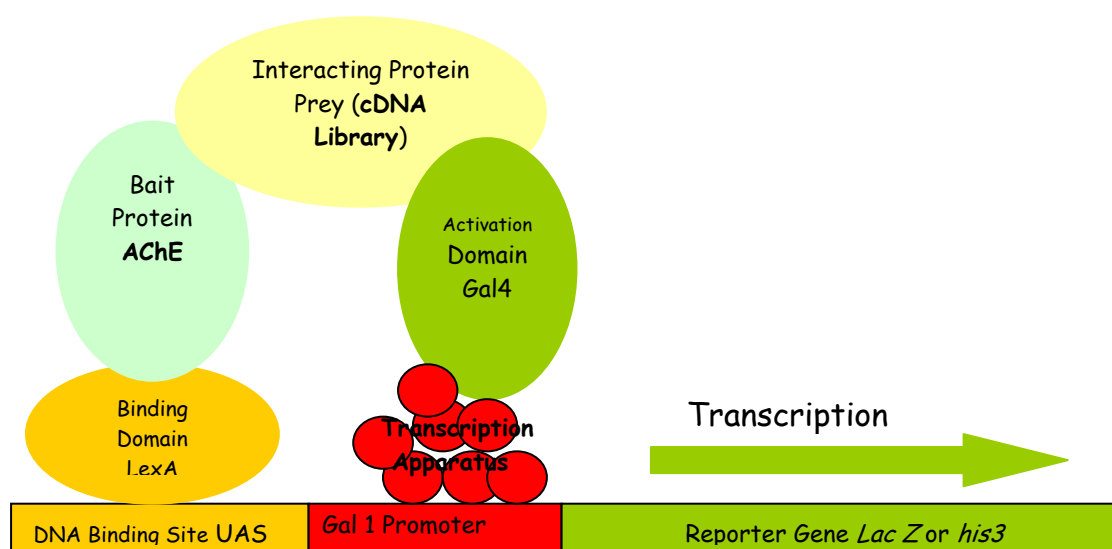 Interacting Protein
Prey (cDNA
Library)
Bait
Protein
AChE
Activation
Domain
Gal4
Binding
Domain
LexA
Transcription
Apparatus
Transcription
DNA Binding Site UAS
Gal 1 Promoter
Reporter Gene Lac Z or his3